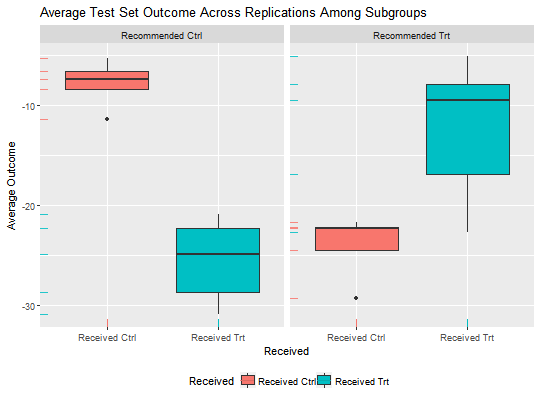 Average Test Set Outcome Across Replications Among Subgroups
Recommended Ctrl
Recommended Trt
Average Outcome
-10
-20
-30
Received Ctrl
Received Trt
Received Ctrl
Received Trt
Received
Received
Received Ctrl
Received Trt